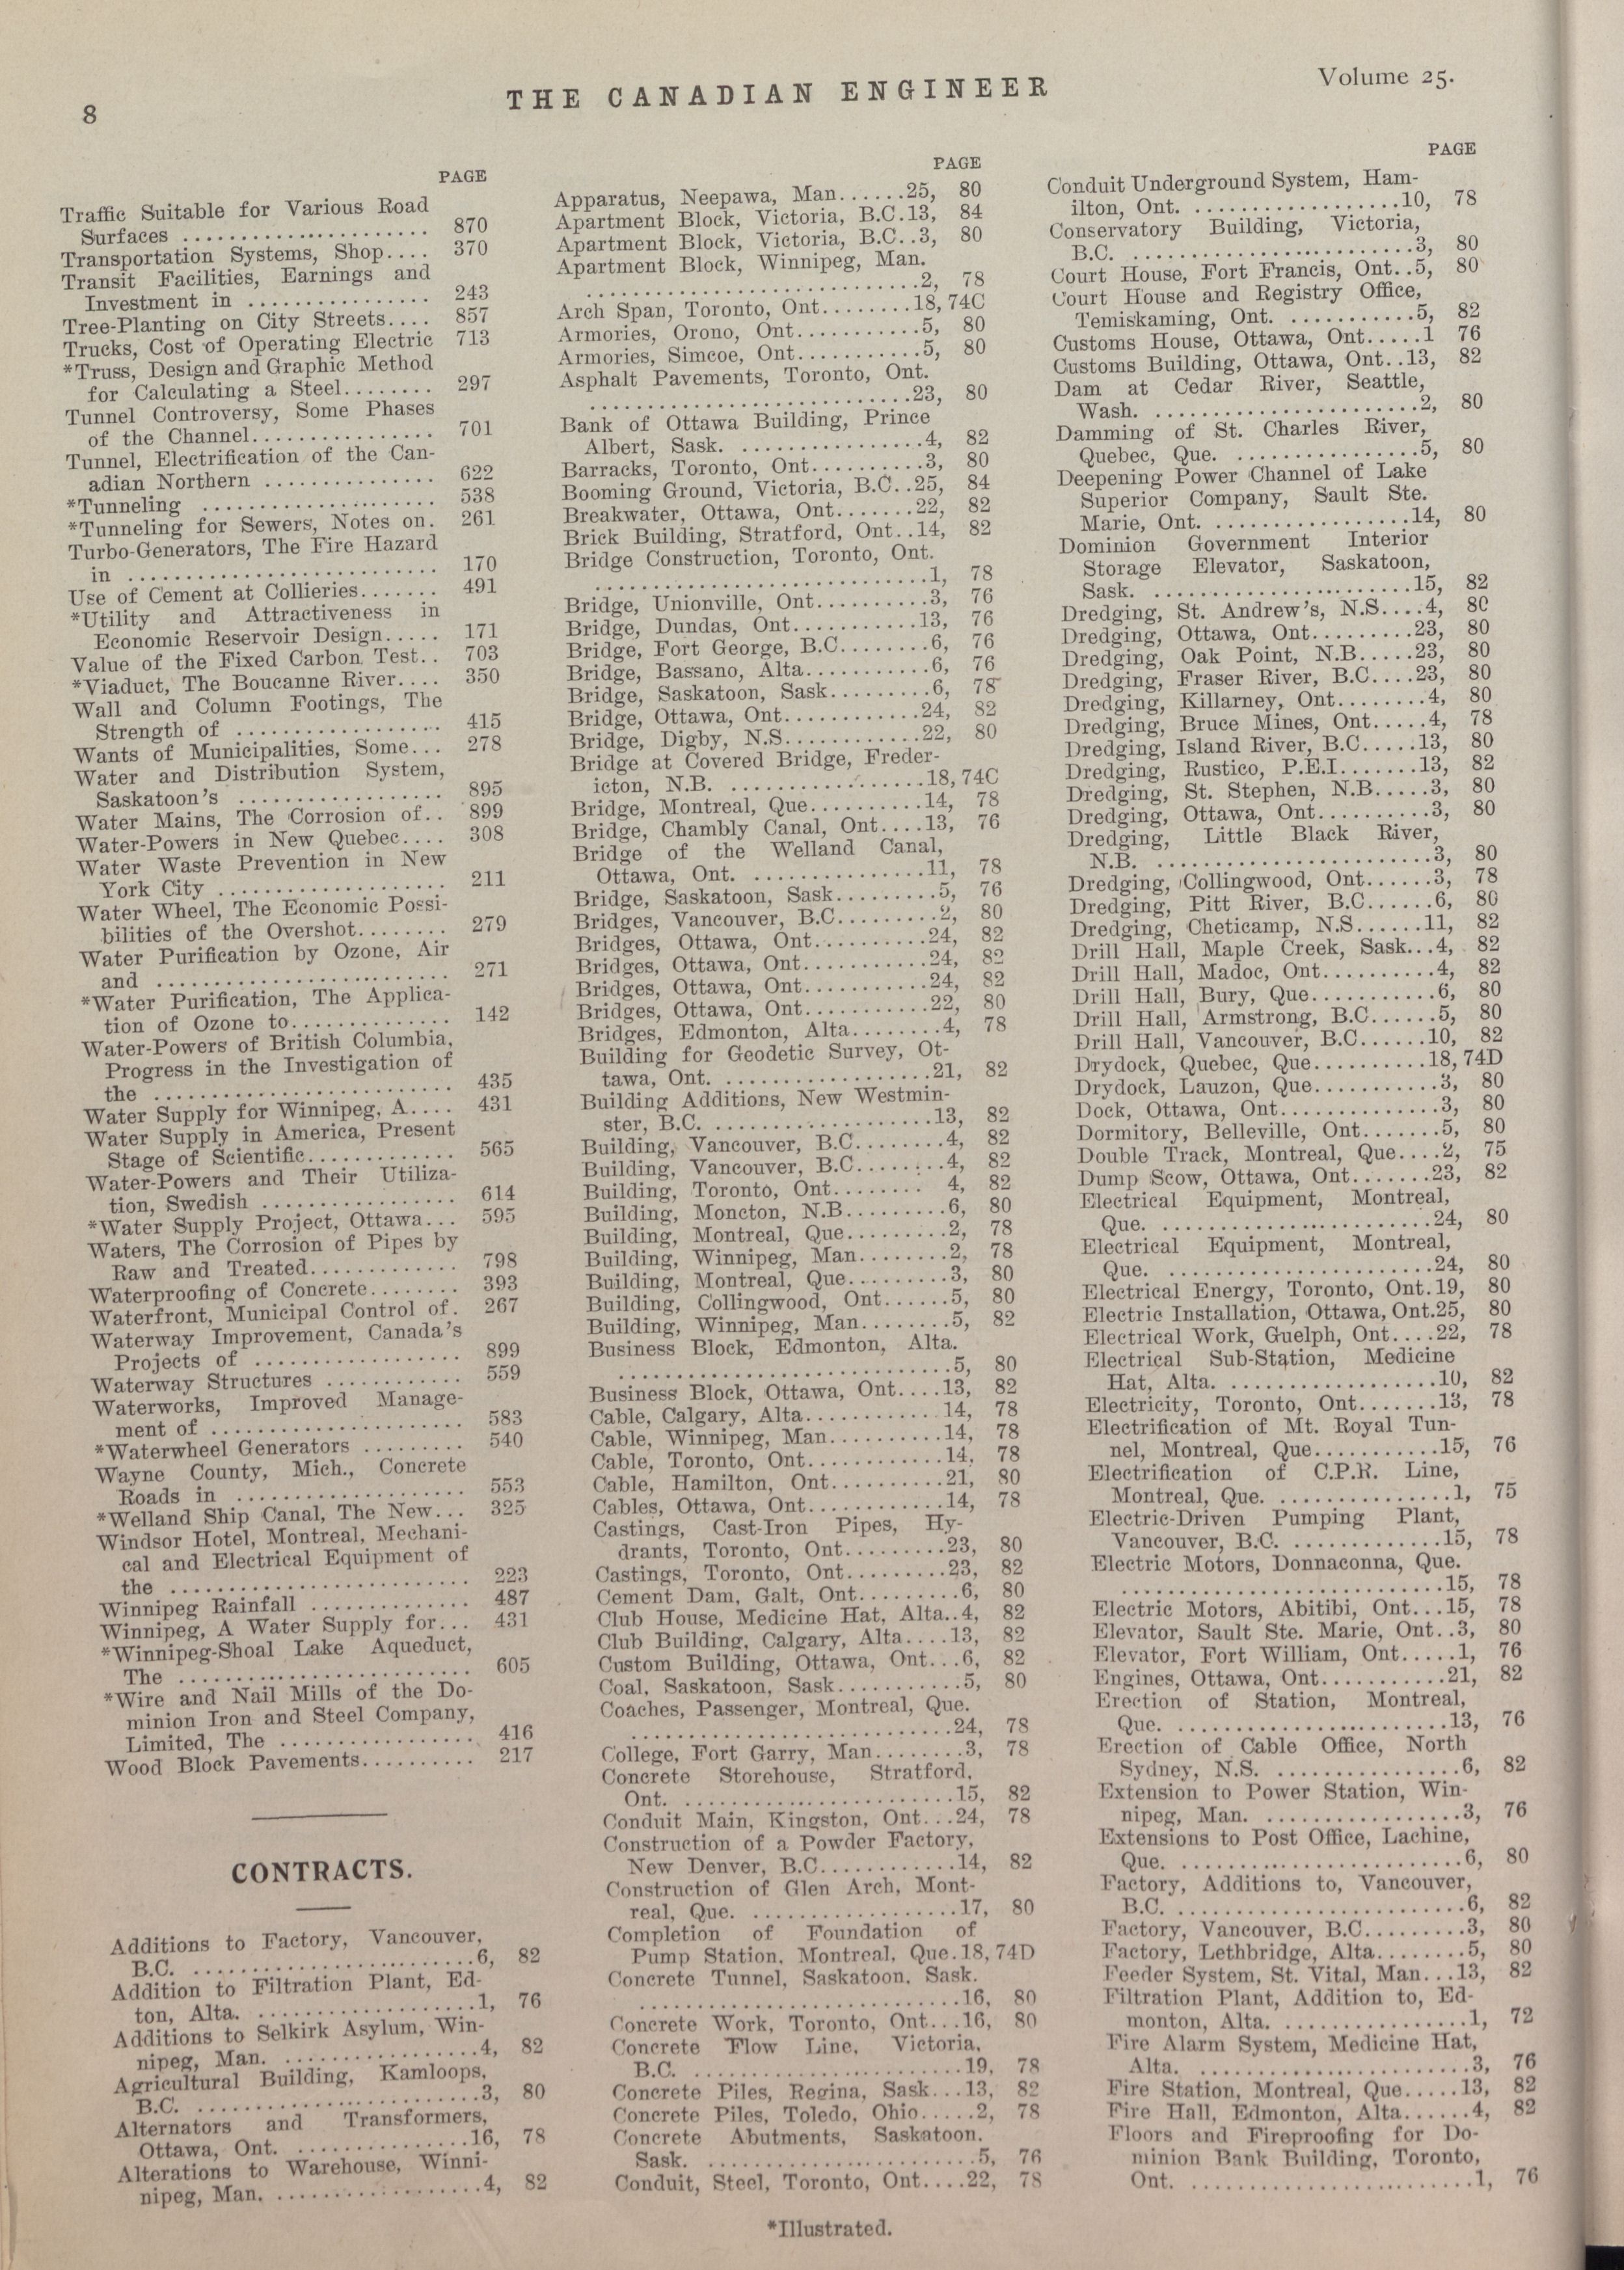 8
THE CANADIAN ENGINEER
Volume 25.
PAGE
Traffic Suitable for Various Road
Surfaces ..................... 870
Transportation Systems, Shop.... 370
Transit Facilities, Earnings and
Investment in ................ 243
Tree-Planting on City Streets.... 857
Trucks, Cost of Operating Electric 713
*Truss, Design and Graphic Method
for Calculating a Steel........ 297
Tunnel Controversy, Some Phases
of the Channel................ 701
Tunnel, Electrification of the Can-
adian Northern ............... 622
*Tunneling .................... 538
*Tunneling for Sewers, Notes on. 261
Turbo-Generators, The Fire Hazard
in ........................... 170
Use of Cement at Collieries....... 491
*Utility and Attractiveness in
Economic Reservoir Design..... 171
Value of the Fixed Carbon Test.. 703
*Viaduct, The Boucanne River.... 350
Wall and Column Footings, The
Strength of .................. 415
Wants of Municipalities, Some... 278
Water and Distribution System,
Saskatoon's .................. 895
Water Mains, The Corrosion of.. 899
Water-Powers in New Quebec.... 308
Water Waste Prevention in New
York City .................... 211
Water Wheel, The Economic Possi-
bilities of the Overshot........ 279
Water Purification by Ozone, Air
and .......................... 271
*Water Purification, The Applica-
tion of Ozone to.............. 142
Water-Powers of British Columbia,
Progress in the Investigation of
the .......................... 435
Water Supply for Winnipeg, A.... 431
Water Supply in America, Present
Stage of Scientific............. 565
Water-Powers and Their Utiliza-
tion, Swedish ................. 614
*Water Supply Project, Ottawa... 595
Waters, The Corrosion of Pipes by
Raw and Treated............. 798
Waterproofing of Concrete........ 393
Waterfront, Municipal Control of. 267
Waterway Improvement, Canada's
Projects of .................. 899
Waterway Structures ............ 559
Waterworks, Improved Manage-
ment of ...................... 583
*Waterwheel Generators ......... 540
Wayne County, Mich., Concrete
Roads in .................... 553
*Welland Ship Canal, The New... 325
Windsor Hotel, Montreal, Mechani-
cal and Electrical Equipment of
the .......................... 223
Winnipeg Rainfall .............. 487
Winnipeg, A Water Supply for... 431
*Winnipeg-Shoal Lake Aqueduct,
The ......................... 605
*Wire and Nail Mills of the Do-
minion Iron and Steel Company,
Limited, The ................. 416
Wood Block Pavements.......... 217
CONTRACTS.
Additions to Factory, Vancouver,
B.C. .........................6, 82
Addition to Filtration Plant, Ed-
ton, Alta. ...................1, 76
Additions to Selkirk Asylum, Win-
nipeg, Man. .................4, 82
Agricultural Building, Kamloops,
B.C. .........................3, 80
Alternators and Transformers,
Ottawa, Ont. ...............16, 78
Alterations to Warehouse, Winni-
nipeg, Man. ..................4, 82
PAGE
Apparatus, Neepawa, Man......25, 80
Apartment Block, Victoria, B.C.13, 84
Apartment Block, Victoria, B.C..3, 80
Apartment Block, Winnipeg, Man.
.............................2, 78
Arch Span, Toronto, Ont........18, 74C
Armories, Orono, Ont...........5, 80
Armories, Simcoe, Ont...........5, 80
Asphalt Pavements, Toronto, Ont.
............................23, 80
Bank of Ottawa Building, Prince
Albert, Sask. ................4, 82
Barracks, Toronto, Ont..........3, 80
Booming Ground, Victoria, B.C..25, 84
Breakwater, Ottawa, Ont.......22, 82
Brick Building, Stratford, Ont..14, 82
Bridge Construction, Toronto, Ont.
.............................1, 78
Bridge, Unionville, Ont..........3, 76
Bridge, Dundas, Ont...........13, 76
Bridge, Fort George, B.C........6, 76
Bridge, Bassano, Alta...........6, 76
Bridge, Saskatoon, Sask.........6, 78
Bridge, Ottawa, Ont............24, 82
Bridge, Digby, N.S............22, 80
Bridge at Covered Bridge, Freder-
icton, N.B. .................18, 74C
Bridge, Montreal, Que..........14, 78
Bridge, Chambly Canal, Ont....13, 76
Bridge of the Welland Canal,
Ottawa, Ont. ...............11, 78
Bridge, Saskatoon, Sask.........5, 76
Bridges, Vancouver, B.C.........2, 80
Bridges, Ottawa, Ont..........24, 82
Bridges, Ottawa, Ont...........24, 82
Bridges, Ottawa, Ont...........24, 82
Bridges, Ottawa, Ont...........22, 80
Bridges, Edmonton, Alta........4, 78
Building for Geodetic Survey, Ot-
tawa, Ont. ..................21, 82
Building Additions, New Westmin-
ster, B.C. ....................13, 82
Building, Vancouver, B.C........4, 82
Building, Vancouver, B.C........4, 82
Building, Toronto, Ont........ 4, 82
Building, Moncton, N.B.........6, 80
Building, Montreal, Que.........2, 78
Building, Winnipeg, Man........2, 78
Building, Montreal, Que.........3, 80
Building, Collingwood, Ont......5, 80
Building, Winnipeg, Man........5, 82
Business Block, Edmonton, Alta.
.............................5, 80
Business Block, Ottawa, Ont....13, 82
Cable, Calgary, Alta............14, 78
Cable, Winnipeg, Man..........14, 78
Cable, Toronto, Ont............14, 78
Cable, Hamilton, Ont..........21, 80
Cables, Ottawa, Ont............14, 78
Castings, Cast-Iron Pipes, Hy-
drants, Toronto, Ont.........23, 80
Castings, Toronto, Ont.........23, 82
Cement Dam, Galt, Ont.........6, 80
Club House, Medicine Hat, Alta..4, 82
Club Building, Calgary, Alta....13, 82
Custom Building, Ottawa, Ont...6, 82
Coal, Saskatoon, Sask...........5, 80
Coaches, Passenger, Montreal, Que.
............................24, 78
College, Fort Garry, Man........3, 78
Concrete Storehouse, Stratford,
Ont. .......................15, 82
Conduit Main, Kingston, Ont...24, 78
Construction of a Powder Factory,
New Denver, B.C............14, 82
Construction of Glen Arch, Mont-
real, Que. ..................17, 80
Completion of Foundation of
Pump Station, Montreal, Que.18, 74D
Concrete Tunnel, Saskatoon, Sask.
............................16, 80
Concrete Work, Toronto, Ont...16, 80
Concrete Flow Line, Victoria,
B.C. .......................19, 78
Concrete Piles, Regina, Sask...13, 82
Concrete Piles, Toledo, Ohio.....2, 78
Concrete Abutments, Saskatoon,
Sask. .......................5, 76
Conduit, Steel, Toronto, Ont....22, 78
PAGE
Conduit Underground System, Ham-
ilton, Ont. ..................10, 78
Conservatory Building, Victoria,
B.C. ........................3, 80
Court House, Fort Francis, Ont..5, 80
Court House and Registry Office,
Temiskaming, Ont. ...........5, 82
Customs House, Ottawa, Ont.....1 76
Customs Building, Ottawa, Ont..13, 82
Dam at Cedar River, Seattle,
Wash. .......................2, 80
Damming of St. Charles River,
Quebec, Que. ................5, 80
Deepening Power Channel of Lake
Superior Company, Sault Ste.
Marie, Ont. .................14, 80
Dominion Government Interior
Storage Elevator, Saskatoon,
Sask. ......................15, 82
Dredging, St. Andrew's, N.S....4, 80
Dredging, Ottawa, Ont.........23, 80
Dredging, Oak Point, N.B.....23, 80
Dredging, Fraser River, B.C....23, 80
Dredging, Killarney, Ont........4, 80
Dredging, Bruce Mines, Ont.....4, 78
Dredging, Island River, B.C.....13, 80
Dredging, Rustico, P.E.I.......13, 82
Dredging, St. Stephen, N.B.....3, 80
Dredging, Ottawa, Ont..........3, 80
Dredging, Little Black River,
N.B. ........................3, 80
Dredging, Collingwood, Ont......3, 78
Dredging, Pitt River, B.C......6, 80
Dredging, Cheticamp, N.S......11, 82
Drill Hall, Maple Creek, Sask...4, 82
Drill Hall, Madoc, Ont..........4, 82
Drill Hall, Bury, Que...........6, 80
Drill Hall, Armstrong, B.C......5, 80
Drill Hall, Vancouver, B.C......10, 82
Drydock, Quebec, Que..........18, 74D
Drydock, Lauzon, Que...........3, 80
Dock, Ottawa, Ont..............3, 80
Dormitory, Belleville, Ont.......5, 80
Double Track, Montreal, Que....2, 75
Dump Scow, Ottawa, Ont.......23, 82
Electrical Equipment, Montreal,
Que. .......................24, 80
Electrical Equipment, Montreal,
Que. .......................24, 80
Electrical Energy, Toronto, Ont.19, 80
Electric Installation, Ottawa, Ont.25, 80
Electrical Work, Guelph, Ont....22, 78
Electrical Sub-Station, Medicine
Hat, Alta. ..................10, 82
Electricity, Toronto, Ont.......13, 78
Electrification of Mt. Royal Tun-
nel, Montreal, Que...........15, 76
Electrification of C.P.R. Line,
Montreal, Que. ...............1, 75
Electric-Driven Pumping Plant,
Vancouver, B.C. .............15, 78
Electric Motors, Donnaconna, Que.
............................15, 78
Electric Motors, Abitibi, Ont...15, 78
Elevator, Sault Ste. Marie, Ont..3, 80
Elevator, Fort William, Ont.....1, 76
Engines, Ottawa, Ont...........21, 82
Erection of Station, Montreal,
Que. .......................13, 76
Erection of Cable Office, North
Sydney, N.S. ................6, 82
Extension to Power Station, Win-
nipeg, Man. .................3, 76
Extensions to Post Office, Lachine,
Que. .........................6, 80
Factory, Additions to, Vancouver,
B.C. .........................6, 82
Factory, Vancouver, B.C.........3, 80
Factory, Lethbridge, Alta........5, 80
Feeder System, St. Vital, Man...13, 82
Filtration Plant, Addition to, Ed-
monton, Alta. ................1, 72
Fire Alarm System, Medicine Hat,
Alta. .......................3, 76
Fire Station, Montreal, Que.....13, 82
Fire Hall, Edmonton, Alta......4, 82
Floors and Fireproofing for Do-
minion Bank Building, Toronto,
Ont. ........................1, 76
*Illustrated.